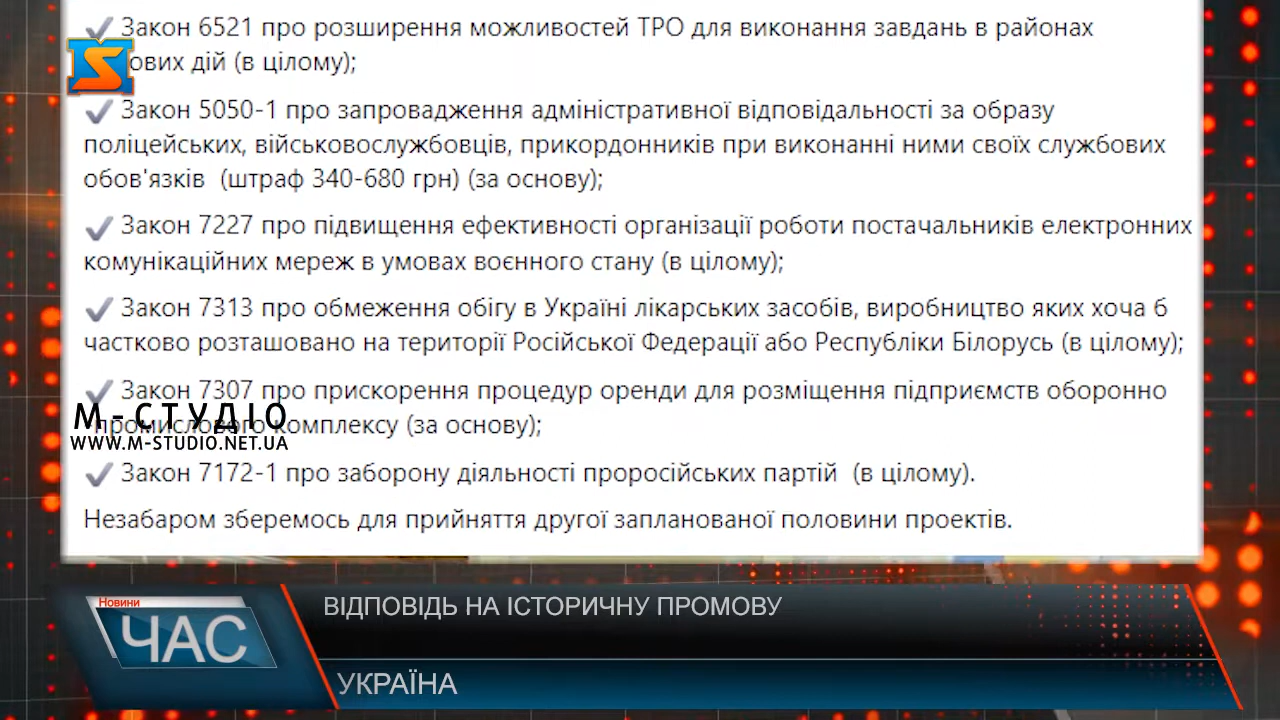 ✔ Закон 6521 про розширення можливостей ТРО для виконання завдань в районах
ових дій (в цілому);
✔ Закон 5050-1 про запровадження адміністративної відповідальності за образу
поліцейських, військовослужбовців, прикордонників при виконанні ними своїх службових
обов'язків (штраф 340-680 грн) (за основу);
✔ Закон 7227 про підвищення ефективності організації роботи постачальників електронних
комунікаційних мереж в умовах воєнного стану (в цілому);
✔ Закон 7313 про обмеження обігу в Україні лікарських засобів, виробництво яких хоча б
частково розташовано на території Російської Федерації або Республіки Білорусь (в цілому);
✔ Закон 7307 про прискорення процедур оренди для розміщення підприємств оборонно
М-СТУДІО
промислового комплексу (за основу);
WWW.M-STUDIO.NET.UA
✔ Закон 7172-1 про заборону діяльності проросійських партій (в цілому).
Незабаром зберемось для прийняття другої запланованої половини проектів.
Новини
ЧАС
ВІДПОВІДЬ НА ІСТОРИЧНУ ПРОМОВУ
УКРАЇНА